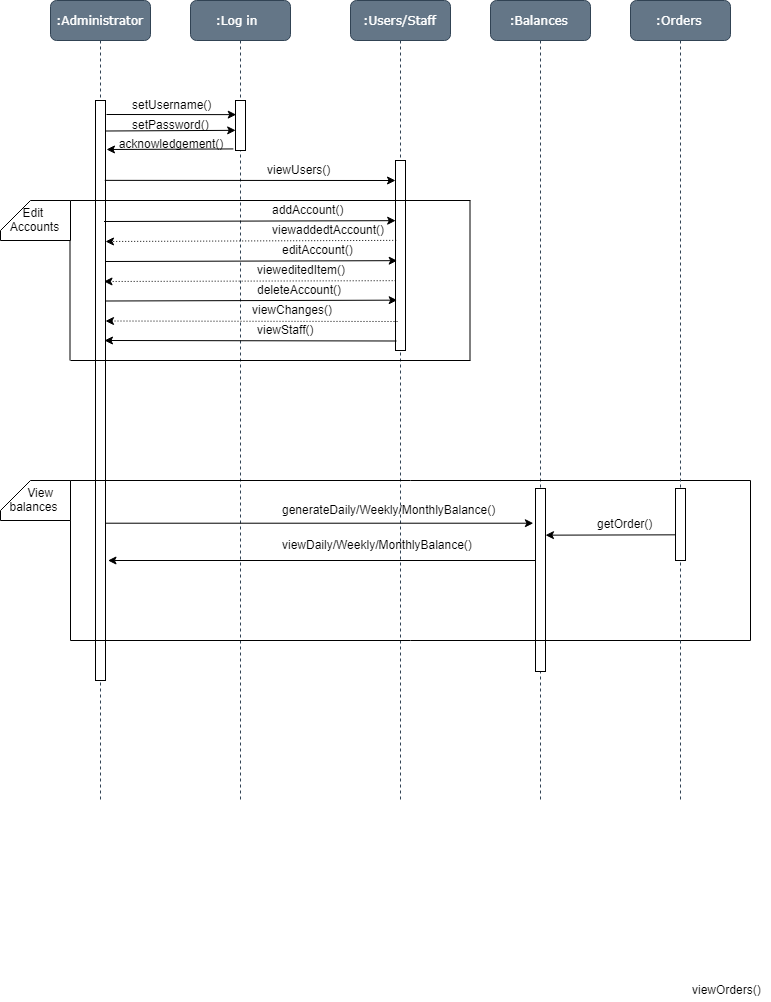 :Administrator
:Log in
:Users/Staff
:Balances
:Orders
setUsername()
setPassword()
acknowledgement()
viewUsers()
Edit
Accounts
addAccount()
viewaddedtAccount()
editAccount()
vieweditedItem()
deleteAccount()
viewChanges()
viewStaff()
View
balances
generateDaily/Weekly/MonthlyBalance()
getOrder()
viewDaily/Weekly/MonthlyBalance()
viewOrders()